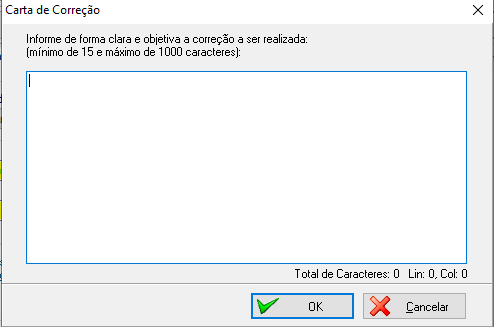 Carta de Correção
Informe de forma clara e objetiva a correção a ser realizada:
(mínimo de 15 e máximo de 1000 caracteres):
Total de Caracteres: 0 Lin: 0, Col: 0
OK
Cancelar